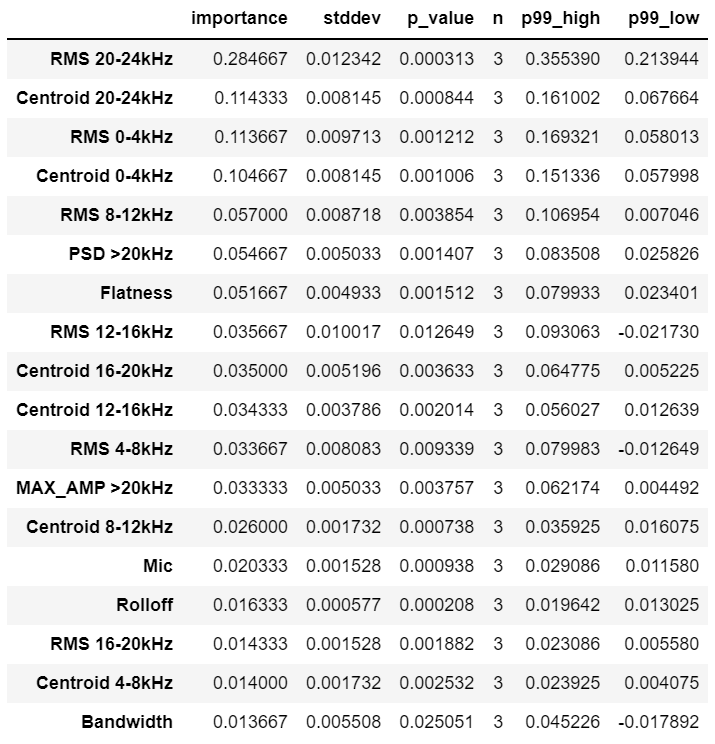 importance stddev p_value n p99_high p99_low
RMS 20-24kHz 0.284667 0.012342 0.000313 3 0.355390 0.213944
Centroid 20-24kHz 0.114333 0.008145 0.000844 3 0.161002 0.067664
RMS 0-4kHz 0.113667 0.009713 0.001212 3 0.169321 0.058013
Centroid 0-4kHz 0.104667 0.008145 0.001006 3 0.151336 0.057998
RMS 8-12kHz 0.057000 0.008718 0.003854 3 0.106954 0.007046
PSD >20kHz 0.054667 0.005033 0.001407 3 0.083508 0.025826
Flatness 0.051667 0.004933 0.001512 3 0.079933 0.023401
RMS 12-16kHz 0.035667 0.010017 0.012649 3 0.093063 -0.021730
Centroid 16-20kHz 0.035000 0.005196 0.003633 3 0.064775 0.005225
Centroid 12-16kHz 0.034333 0.003786 0.002014 3 0.056027 0.012639
RMS 4-8kHz 0.033667 0.008083 0.009339 3 0.079983 -0.012649
MAX_AMP >20kHz 0.033333 0.005033 0.003757 3 0.062174 0.004492
Centroid 8-12kHz 0.026000 0.001732 0.000738 3 0.035925 0.016075
Mic 0.020333 0.001528 0.000938 3 0.029086 0.011580
Rolloff 0.016333 0.000577 0.000208 3 0.019642 0.013025
RMS 16-20kHz 0.014333 0.001528 0.001882 3 0.023086 0.005580
Centroid 4-8kHz 0.014000 0.001732 0.002532 3 0.023925 0.004075
Bandwidth 0.013667 0.005508 0.025051 3 0.045226 -0.017892